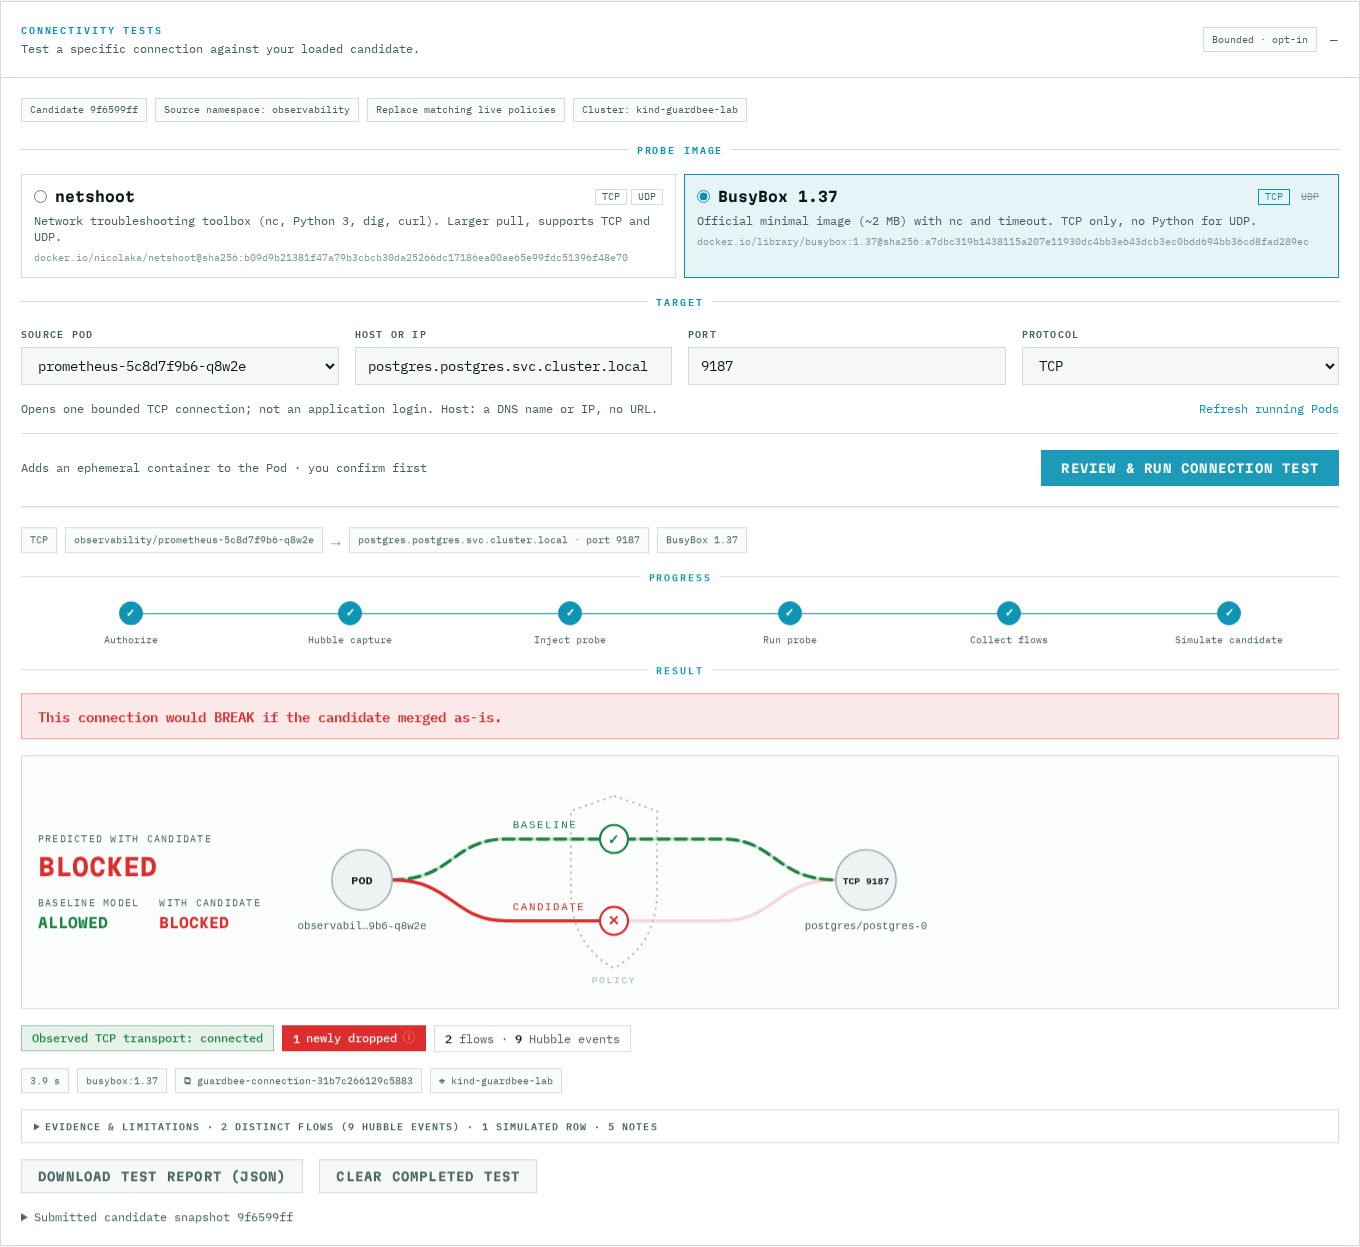 CONNECTIVITY TESTS
Test a specific connection against your loaded candidate.
Bounded · opt-in —
Candidate 9f6599ff Source namespace: observability Replace matching live policies Cluster: kind-guardbee-lab
PROBE IMAGE
netshoot TCP UDP
Network troubleshooting toolbox (nc, Python 3, dig, curl). Larger pull, supports TCP and
UDP.
docker.io/nicolaka/netshoot@sha256:b09d9b21381f47a79b3cbcb30da25266dc17186ea00ae65e99fdc51396f48e70
BusyBox 1.37 TCP UDP
Official minimal image (~2 MB) with nc and timeout. TCP only, no Python for UDP.
docker.io/library/busybox:1.37@sha256:a7dbc319b1438115a207e11930dc4bb3e643dcb3ec0bdd694bb36cd8fad289ec
TARGET
SOURCE POD HOST OR IP PORT PROTOCOL
prometheus-5c8d7f9b6-q8w2e postgres.postgres.svc.cluster.local 9187 TCP
Opens one bounded TCP connection; not an application login. Host: a DNS name or IP, no URL. Refresh running Pods
Adds an ephemeral container to the Pod · you confirm first REVIEW & RUN CONNECTION TEST
TCP observability/prometheus-5c8d7f9b6-q8w2e → postgres.postgres.svc.cluster.local · port 9187 BusyBox 1.37
PROGRESS
Authorize Hubble capture Inject probe Run probe Collect flows Simulate candidate
RESULT
This connection would BREAK if the candidate merged as-is.
PREDICTED WITH CANDIDATE
BLOCKED
BASELINE MODEL WITH CANDIDATE
ALLOWED BLOCKED
BASELINE
POD
CANDIDATE
TCP 9187
observabil…9b6-q8w2e
postgres/postgres-0
POLICY
Observed TCP transport: connected 1 newly dropped ⓘ 2 flows · 9 Hubble events
3.9 s busybox:1.37 guardbee-connection-31b7c266129c5883 kind-guardbee-lab
EVIDENCE & LIMITATIONS · 2 DISTINCT FLOWS (9 HUBBLE EVENTS) · 1 SIMULATED ROW · 5 NOTES
DOWNLOAD TEST REPORT (JSON) CLEAR COMPLETED TEST
Submitted candidate snapshot 9f6599ff